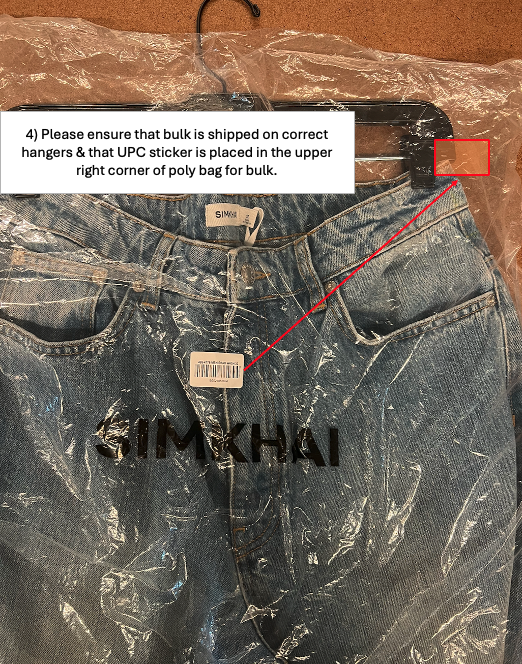 4) Please ensure that bulk is shipped on correct
hangers & that UPC sticker is placed in the upper
right corner of poly bag for bulk.
SIMKHAI
SIMKHAI